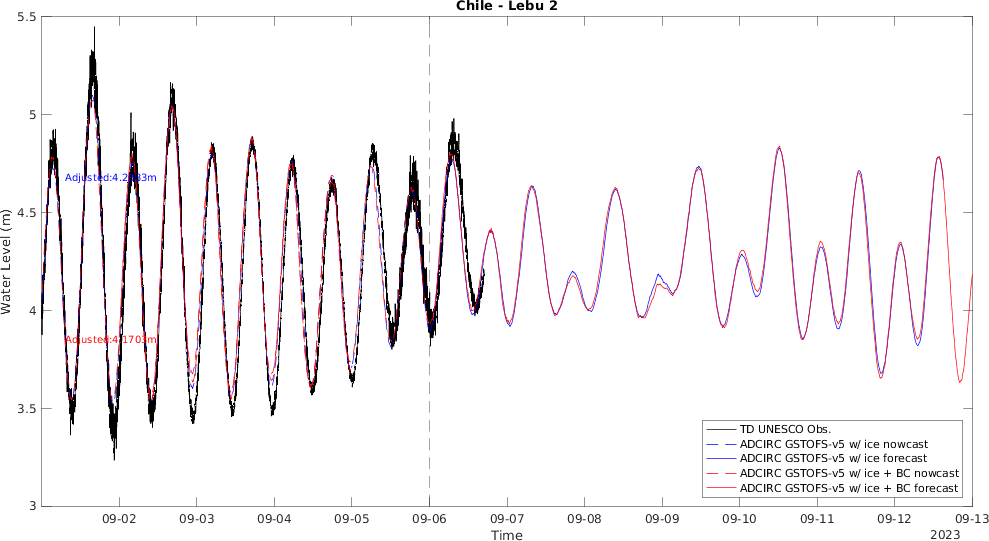 Chile - Lebu 2
5.5
5
4.5
4
3.5
3
Water Level (m)
Adjusted:4.1703m
TD UNESCO Obs.
ADCIRC GSTOFS-v5 w/ ice nowcast
ADCIRC GSTOFS-v5 w/ ice forecast
ADCIRC GSTOFS-v5 w/ ice + BC nowcast
ADCIRC GSTOFS-v5 w/ ice + BC forecast
09-02 09-03 09-04 09-05 09-06 09-07 09-08 09-09 09-10 09-11 09-12 09-13
Time
2023